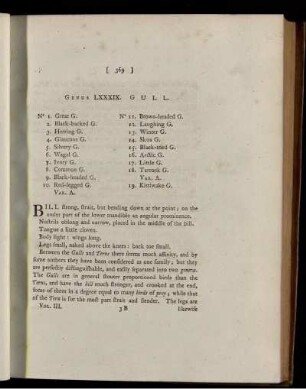 [ 369 ]
Genus LXXXIX. GULL.
N° 1. Great G.
2. Black-backed G.
3. Herring G.
4. Glaucous G.
5. Silvery G.
6. Wagel G.
7. Ivory G.
8. Common G.
9. Black-headed G.
10. Red-legged G.
Var. A.
N° 11. Brown-headed G.
12. Laughing G.
13. Winter G.
14. Skua G.
15. Black-toed G.
16. Arctic G.
17. Little G.
18. Tarrock G.
Var. A.
19. Kittiwake G.
BILL strong, strait, but bending down at the point; on the
under part of the lower mandible an angular prominence.
Nostrils oblong and narrow, placed in the middle of the bill.
Tongue a little cloven.
Body light: wings long.
Legs small, naked above the knees: back toe small.
Between the Gulls and Terns there seems much affinity, and by
some authors they have been considered as one family; but they
are perfectly distinguishable, and easily separated into two genera.
The Gulls are in general stouter proportioned birds than the
Terns, and have the bill much stronger, and crooked at the end,
some of them in a degree equal to many birds of prey; while that
of the Tern is for the most part strait and slender. The legs are
Vol. III. 3 B likewise